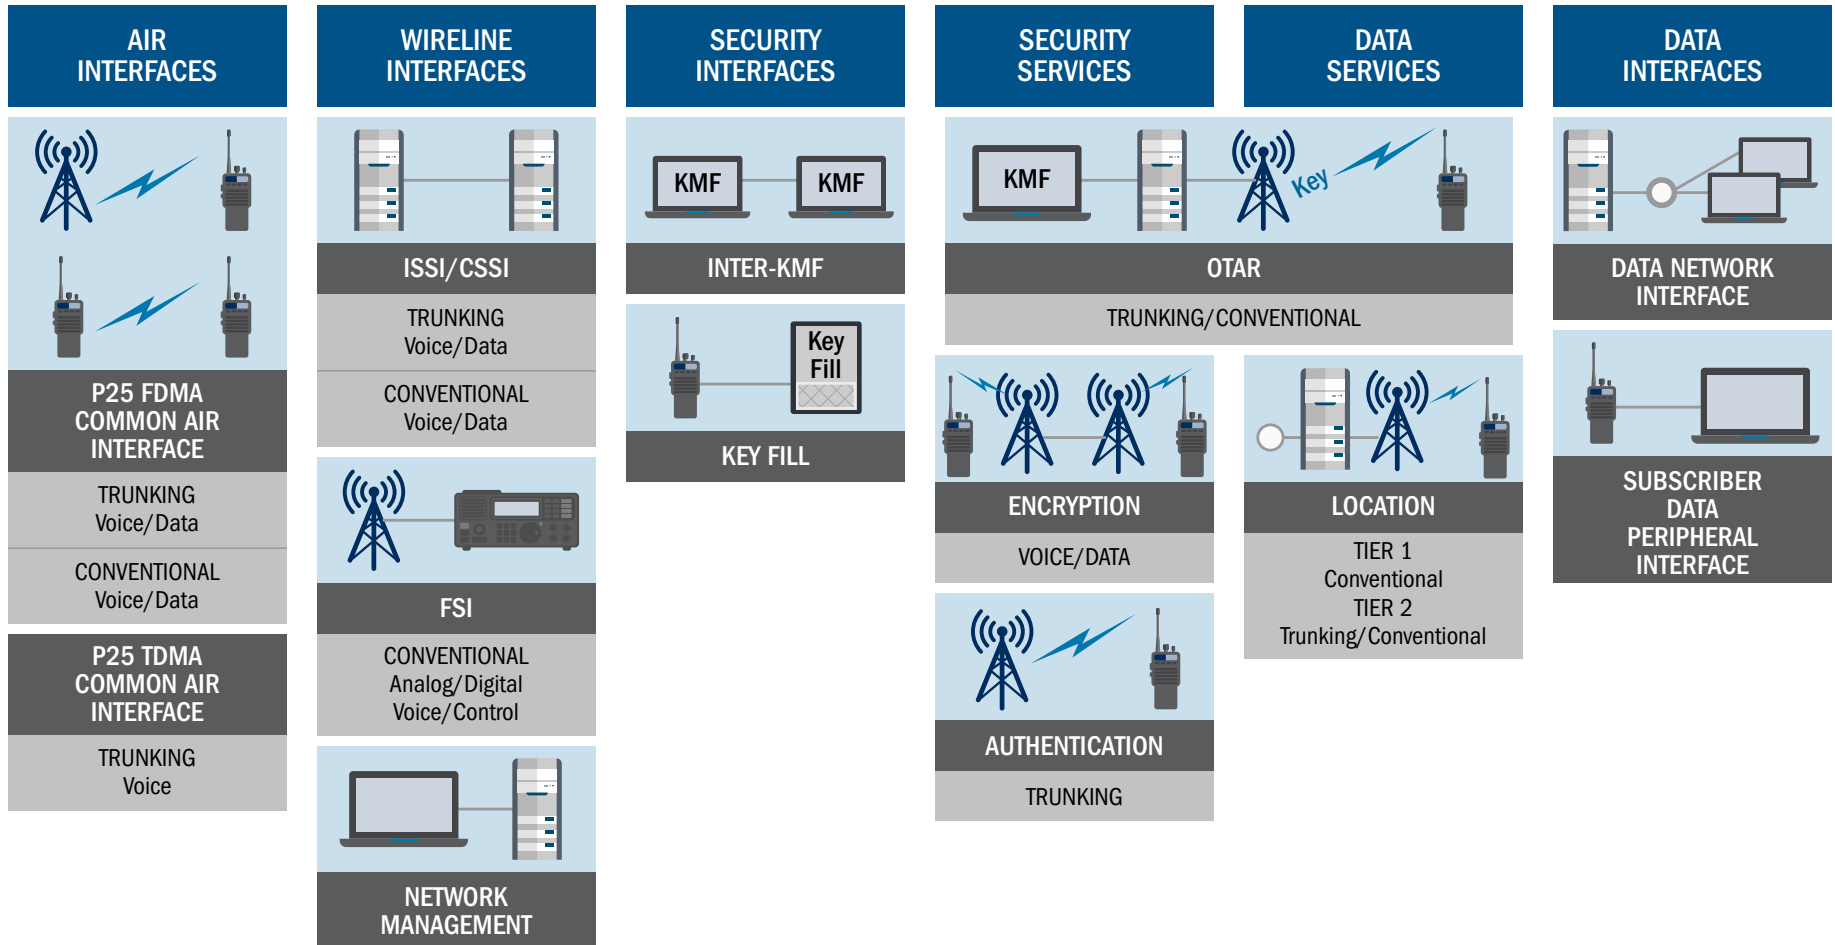 AIR
INTERFACES
P25 FDMA
COMMON AIR
INTERFACE
TRUNKING
Voice/Data
CONVENTIONAL
Voice/Data
P25 TDMA
COMMON AIR
INTERFACE
TRUNKING
Voice
WIRELINE
INTERFACES
ISSI/CSSI
TRUNKING
Voice/Data
CONVENTIONAL
Voice/Data
FSI
CONVENTIONAL
Analog/Digital
Voice/Control
NETWORK
MANAGEMENT
SECURITY
INTERFACES
KMF
KMF
INTER-KMF
Key
Fill
KEY FILL
SECURITY
SERVICES
DATA
SERVICES
KMF
Key
OTAR
TRUNKING/CONVENTIONAL
ENCRYPTION
VOICE/DATA
AUTHENTICATION
TRUNKING
LOCATION
TIER 1
Conventional
TIER 2
Trunking/Conventional
DATA
INTERFACES
DATA NETWORK
INTERFACE
SUBSCRIBER
DATA
PERIPHERAL
INTERFACE